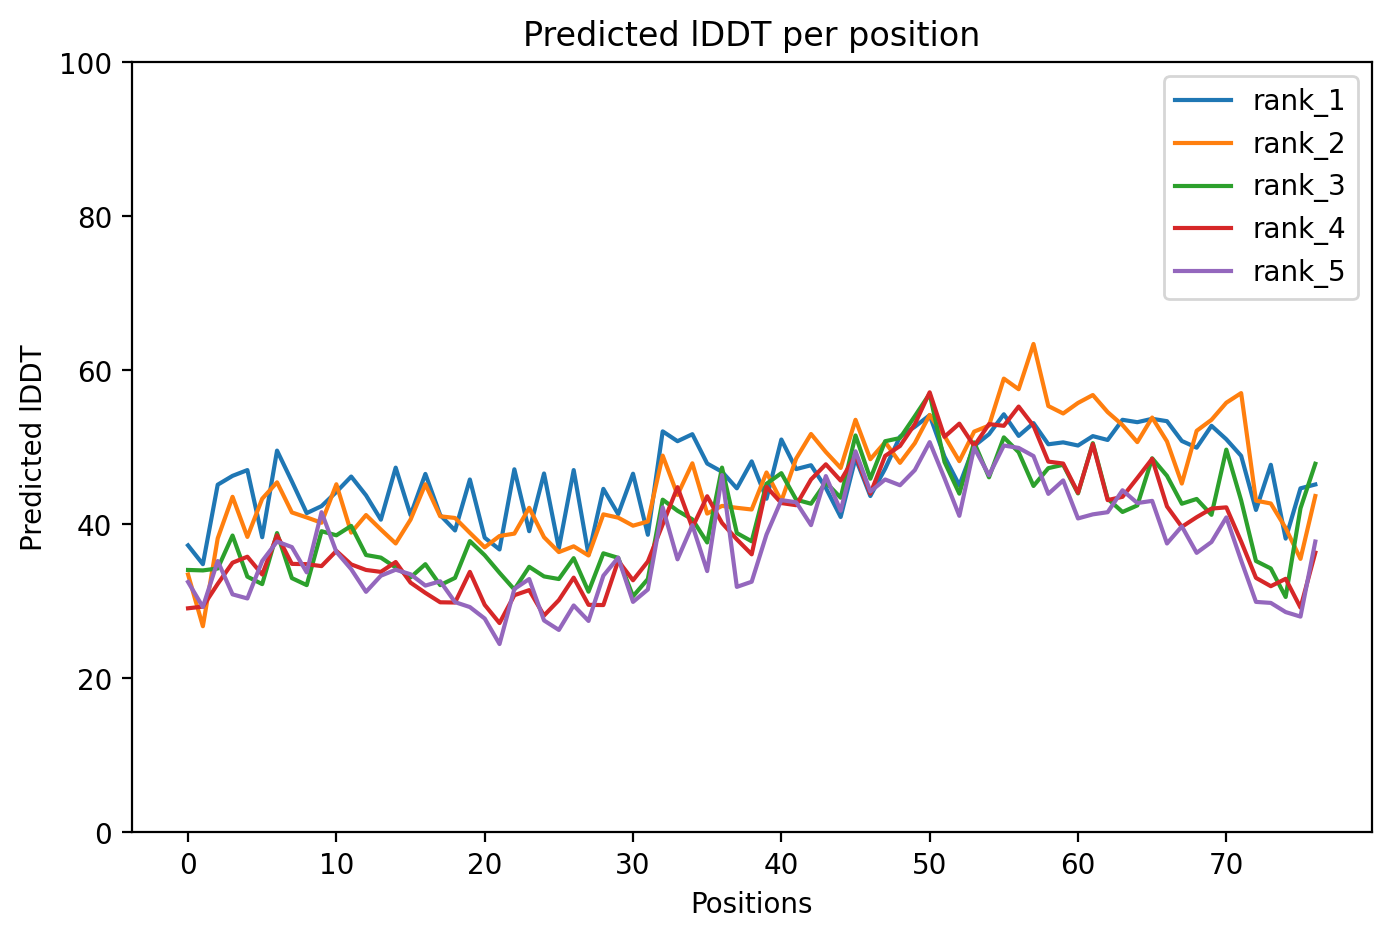 Predicted lDDT per position
100
80
60
40
20
0
Predicted lDDT
0 10 20 30 40 50 60 70
Positions
rank_1
rank_2
rank_3
rank_4
rank_5